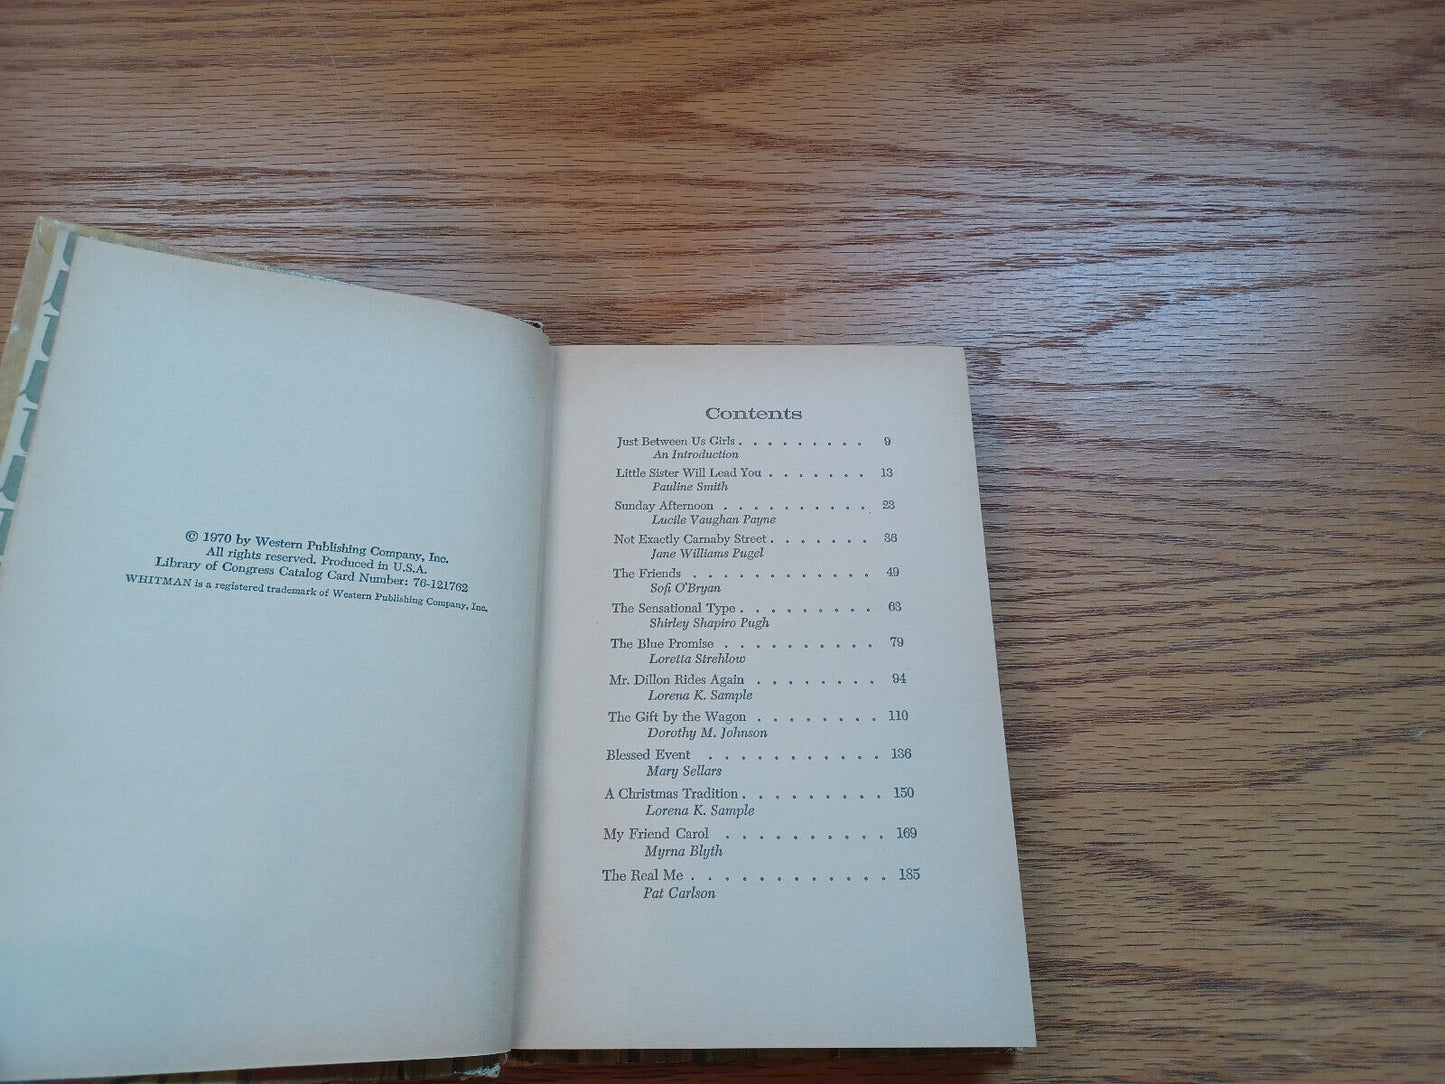 © 1970 by Western Publishing Company, Inc.
All rights reserved. Produced in U.S.A.
Library of Congress Catalog Card Number: 76-121762
WHITMAN is a registered trademark of Western Publishing Company, Inc.
Contents
Just Between Us Girls . . . . . . . . . 9
An Introduction
Little Sister Will Lead You . . . . . . . 13
Pauline Smith
Sunday Afternoon . . . . . . . . . . 23
Lucile Vaughan Payne
Not Exactly Carnaby Street . . . . . . . 36
Jane Williams Pugel
The Friends . . . . . . . . . . . . 49
Sofi O'Bryan
The Sensational Type . . . . . . . . . 63
Shirley Shapiro Pugh
The Blue Promise . . . . . . . . . . 79
Loretta Strehlow
Mr. Dillon Rides Again . . . . . . . . 94
Lorena K. Sample
The Gift by the Wagon . . . . . . . . 110
Dorothy M. Johnson
Blessed Event . . . . . . . . . . . 136
Mary Sellars
A Christmas Tradition . . . . . . . . . 150
Lorena K. Sample
My Friend Carol . . . . . . . . . . 169
Myrna Blyth
The Real Me . . . . . . . . . . . . 185
Pat Carlson